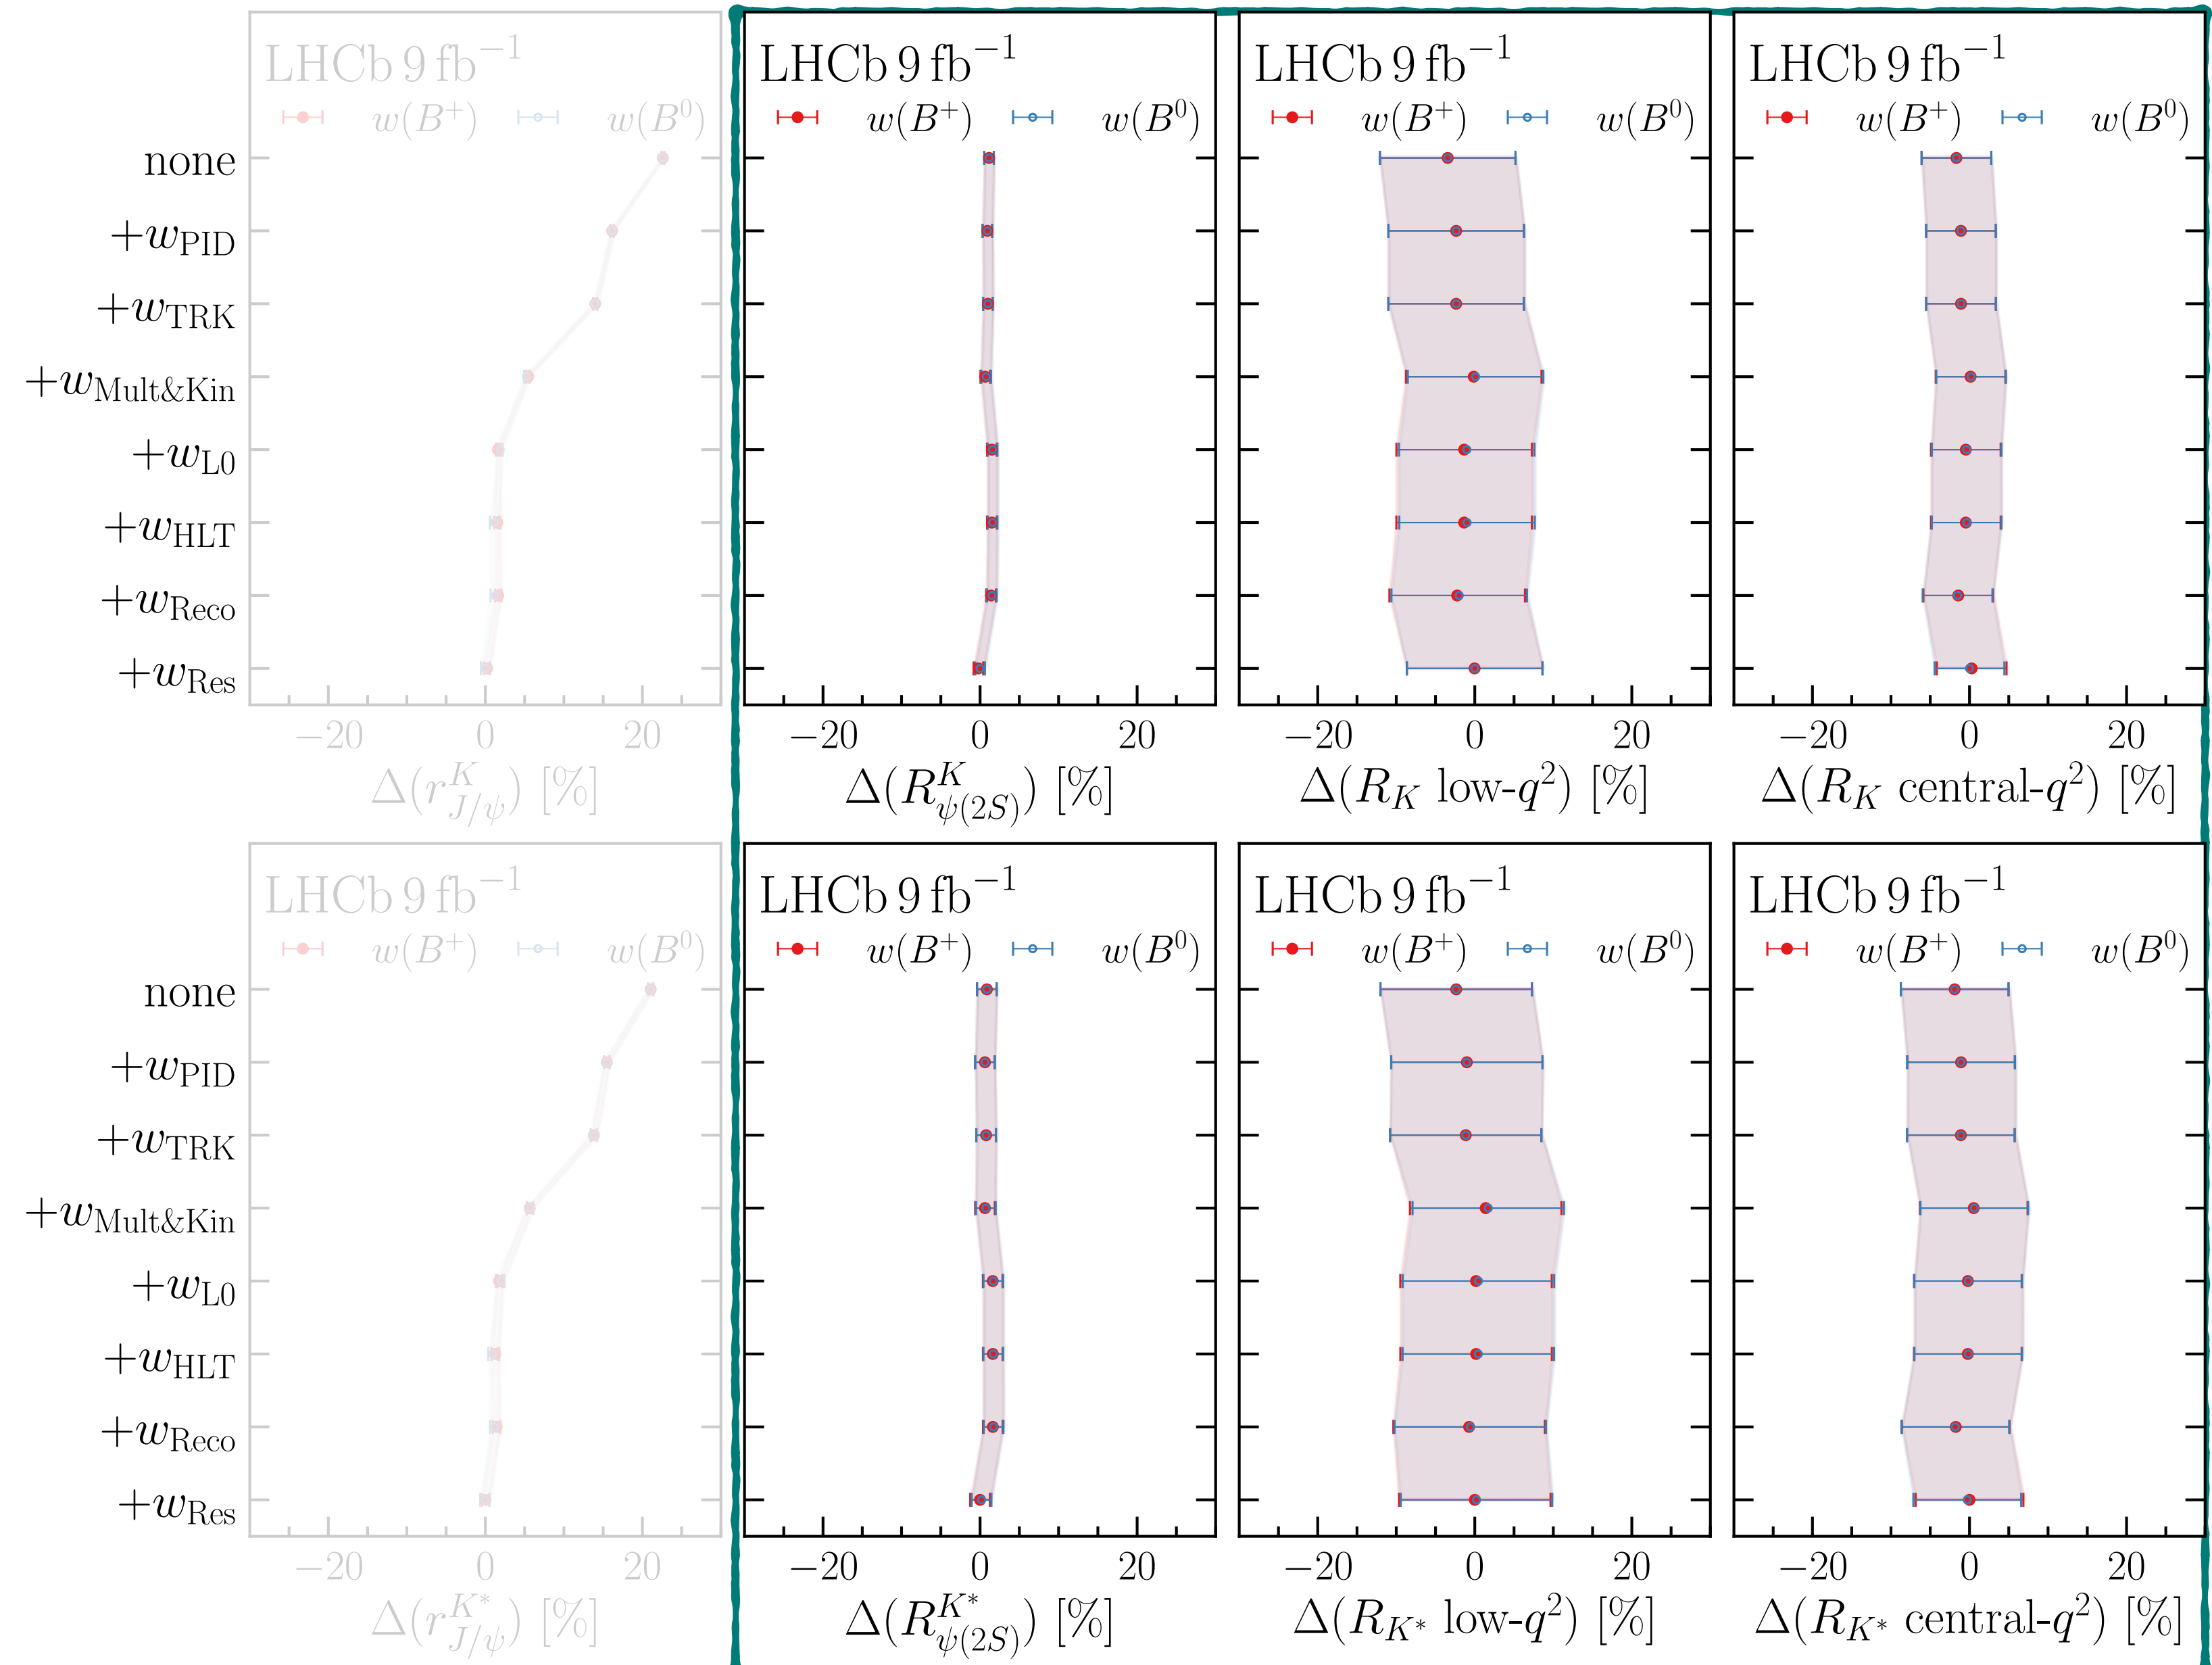 LHCb 9 fb⁻¹ LHCb 9 fb⁻¹ LHCb 9 fb⁻¹ LHCb 9 fb⁻¹
w(B⁺) w(B⁰) w(B⁺) w(B⁰) w(B⁺) w(B⁰) w(B⁺) w(B⁰)
none
+w_PID
+w_TRK
+w_Mult&Kin
+w_L0
+w_HLT
+w_Reco
+w_Res
−20 0 20 −20 0 20 −20 0 20 −20 0 20
Δ(r^K_{J/ψ}) [%] Δ(R^K_{ψ(2S)}) [%] Δ(R_K low-q²) [%] Δ(R_K central-q²) [%]
LHCb 9 fb⁻¹ LHCb 9 fb⁻¹ LHCb 9 fb⁻¹ LHCb 9 fb⁻¹
w(B⁺) w(B⁰) w(B⁺) w(B⁰) w(B⁺) w(B⁰) w(B⁺) w(B⁰)
none
+w_PID
+w_TRK
+w_Mult&Kin
+w_L0
+w_HLT
+w_Reco
+w_Res
−20 0 20 −20 0 20 −20 0 20 −20 0 20
Δ(r^{K*}_{J/ψ}) [%] Δ(R^{K*}_{ψ(2S)}) [%] Δ(R_{K*} low-q²) [%] Δ(R_{K*} central-q²) [%]